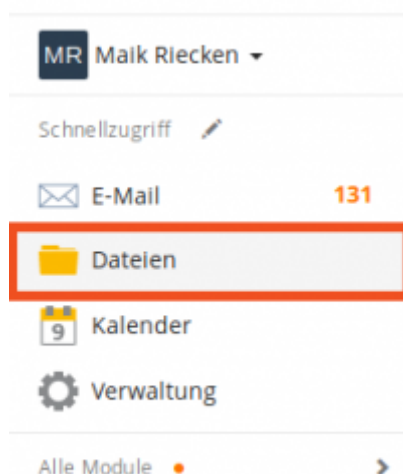 MR Maik Riecken
Schnellzugriff
E-Mail 131
Dateien
9 Kalender
Verwaltung
Alle Module